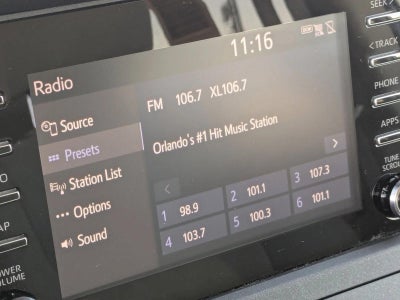 SEEK >
11:16
< TRACK
Radio
FM 106.7 XL106.7
PHONE
Source
Presets
Orlando's #1 Hit Music Station
APPS
Station List
TUNE
SCROLL
Options
1 98.9
2 101.1
3 107.3
Sound
4 103.7
5 100.3
6 101.1
POWER
VOLUME